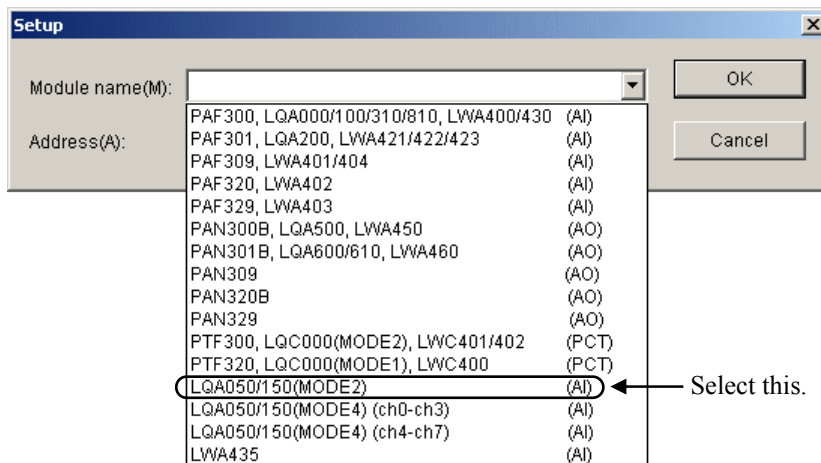 Setup
Module name(M):
OK
Address(A):
Cancel
PAF300, LQA000/100/310/810, LWA400/430 (AI)
PAF301, LQA200, LWA421/422/423 (AI)
PAF309, LWA401/404 (AI)
PAF320, LWA402 (AI)
PAF329, LWA403 (AI)
PAN300B, LQA500, LWA450 (AO)
PAN301B, LQA600/610, LWA460 (AO)
PAN309 (AO)
PAN320B (AO)
PAN329 (AO)
PTF300, LQC000(MODE2), LWC401/402 (PCT)
PTF320, LQC000(MODE1), LWC400 (PCT)
LQA050/150(MODE2) (AI) Select this.
LQA050/150(MODE4) (ch0-ch3) (AI)
LQA050/150(MODE4) (ch4-ch7) (AI)
LWA435 (AI)